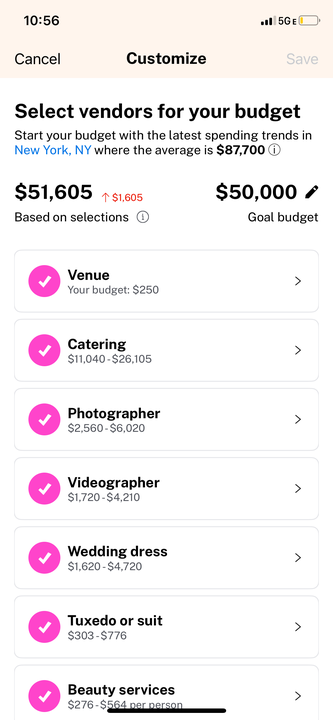 10:56
5G E
Cancel
Customize
Save
Select vendors for your budget
Start your budget with the latest spending trends in
New York, NY where the average is $87,700
$51,605 ↑ $1,605
$50,000
Based on selections
Goal budget
Venue
Your budget: $250
Catering
$11,040 - $26,105
Photographer
$2,560 - $6,020
Videographer
$1,720 - $4,210
Wedding dress
$1,620 - $4,720
Tuxedo or suit
$303 - $776
Beauty services
$276 - $564 per person